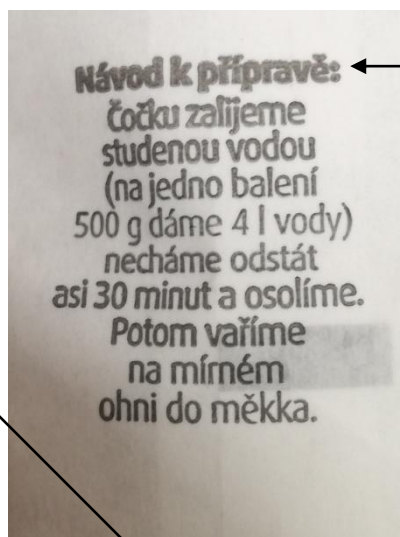 Návod k přípravě:
čočku zalijeme
studenou vodou
(na jedno balení
500 g dáme 4 l vody)
necháme odstát
asi 30 minut a osolíme.
Potom vaříme
na mírném
ohni do měkka.